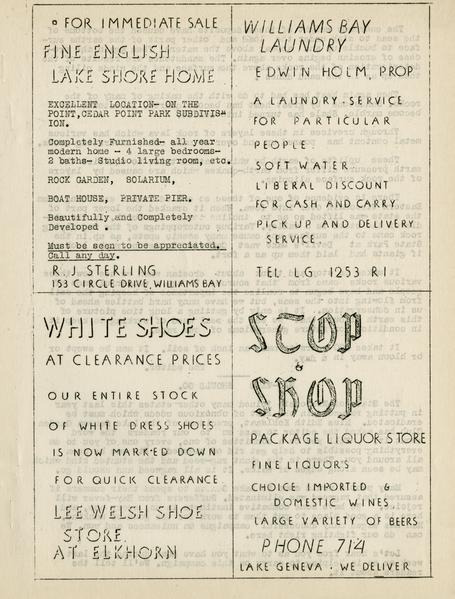 ° FOR IMMEDIATE SALE
FINE ENGLISH
LAKE SHORE HOME
EXCELLENT LOCATION- ON THE
POINT,CEDAR POINT PARK SUBDIVIS-
ION.
Completely Furnished- all year
modern home - 4 large bedrooms-
2 baths- Studio living room, etc.
ROCK GARDEN, SOLARIUM,
BOAT HOUSE, PRIVATE PIER.
Beautifully and Completely
Developed .
Must be seen to be appreciated.
Call any day.
R. J STERLING
153 CIRCLE DRIVE, WILLIAMS BAY
WILLIAMS BAY
LAUNDRY
EDWIN HOLM, PROP
A LAUNDRY-SERVICE
FOR PARTICULAR
PEOPLE.
SOFT WATER
LIBERAL DISCOUNT
FOR CASH AND CARRY
PICK UP AND DELIVERY
SERVICE
TEL LG 1253 R1
WHITE SHOES
AT CLEARANCE PRICES
OUR ENTIRE STOCK
OF WHITE DRESS SHOES
IS NOW MARKED DOWN
FOR QUICK CLEARANCE
LEE WELSH SHOE
STORE
AT ELKHORN
STOP
&
SHOP
PACKAGE LIQUOR STORE
FINE LIQUORS
CHOICE IMPORTED &
DOMESTIC WINES
LARGE VARIETY OF BEERS
PHONE 714
LAKE GENEVA - WE DELIVER